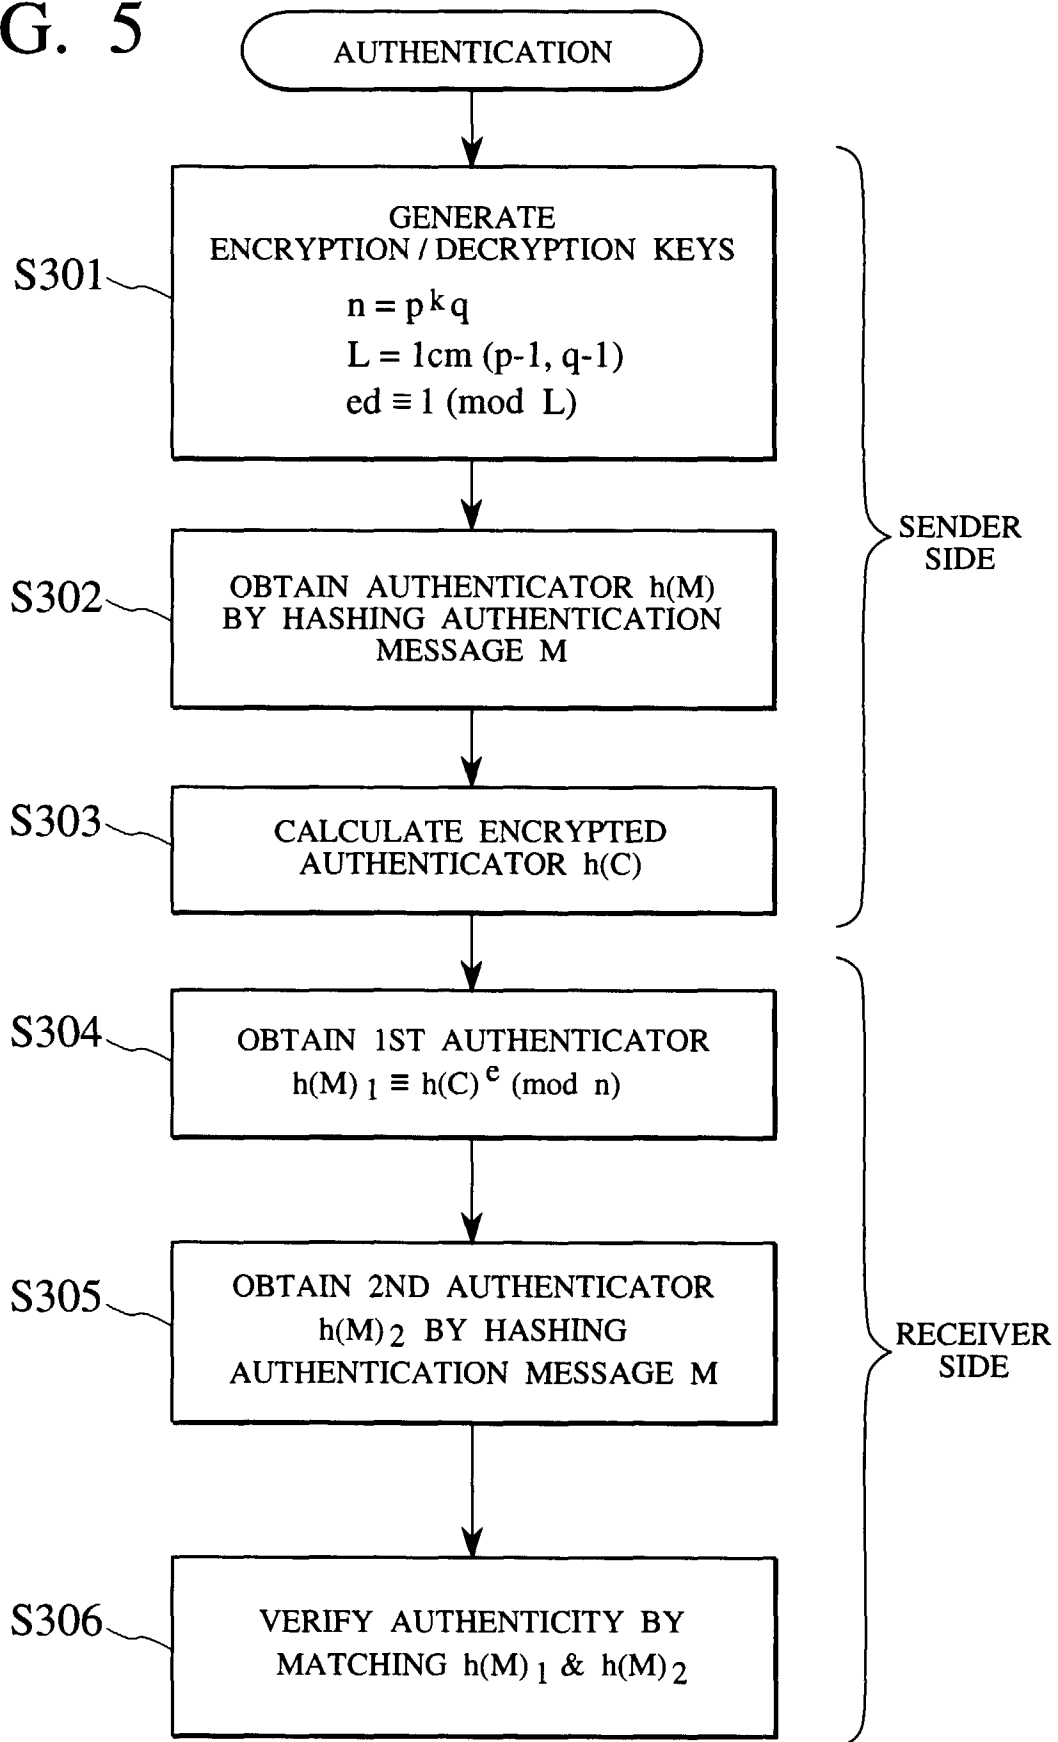 G. 5
AUTHENTICATION
S301
GENERATE
ENCRYPTION / DECRYPTION KEYS
n = p^k q
L = 1cm (p-1, q-1)
ed ≡ 1 (mod L)
S302
OBTAIN AUTHENTICATOR h(M)
BY HASHING AUTHENTICATION
MESSAGE M
SENDER
SIDE
S303
CALCULATE ENCRYPTED
AUTHENTICATOR h(C)
S304
OBTAIN 1ST AUTHENTICATOR
h(M)₁ ≡ h(C)^e (mod n)
S305
OBTAIN 2ND AUTHENTICATOR
h(M)₂ BY HASHING
AUTHENTICATION MESSAGE M
RECEIVER
SIDE
S306
VERIFY AUTHENTICITY BY
MATCHING h(M)₁ & h(M)₂